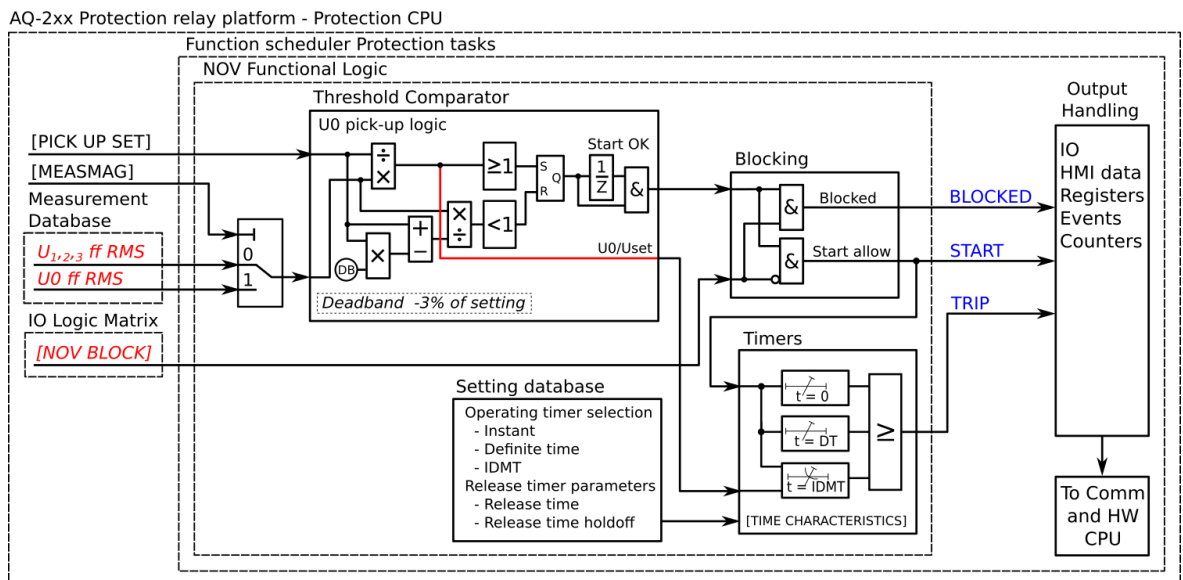 AQ-2xx Protection relay platform - Protection CPU
Function scheduler Protection tasks
NOV Functional Logic
Threshold Comparator
U0 pick-up logic
[PICK UP SET]
[MEASMAG]
Measurement
Database
U1,2,3 ff RMS
U0 ff RMS
0
1
IO Logic Matrix
[NOV BLOCK]
÷
×
≥1
S
Q
R
Start OK
1
Z
&
×
÷
<1
+
−
×
DB
Deadband -3% of setting
U0/Uset
Blocking
&
Blocked
&
Start allow
BLOCKED
START
TRIP
Output
Handling
IO
HMI data
Registers
Events
Counters
To Comm
and HW
CPU
Setting database
Operating timer selection
- Instant
- Definite time
- IDMT
Release timer parameters
- Release time
- Release time holdoff
Timers
t = 0
t = DT
t = IDMT
≥
[TIME CHARACTERISTICS]